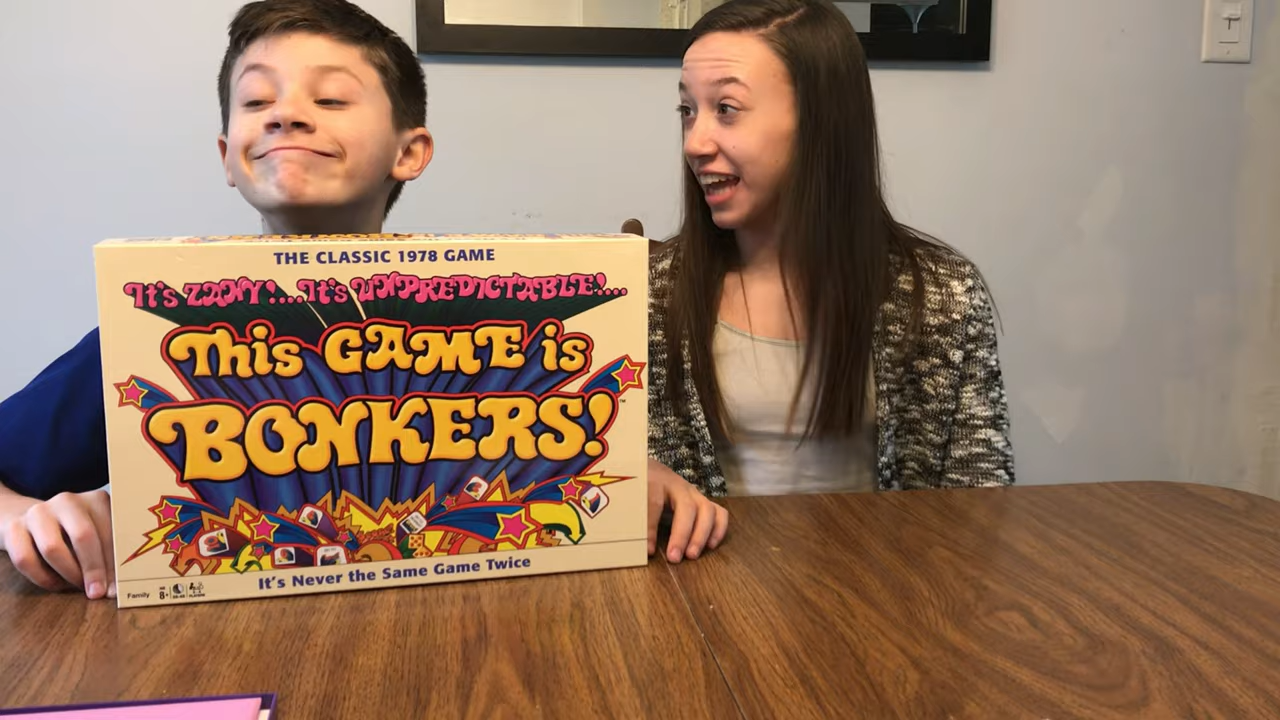 THE CLASSIC 1978 GAME
It's ZANY!...It's UNPREDICTABLE!...
This GAME is
BONKERS!
TM
It's Never the Same Game Twice
Family
8+